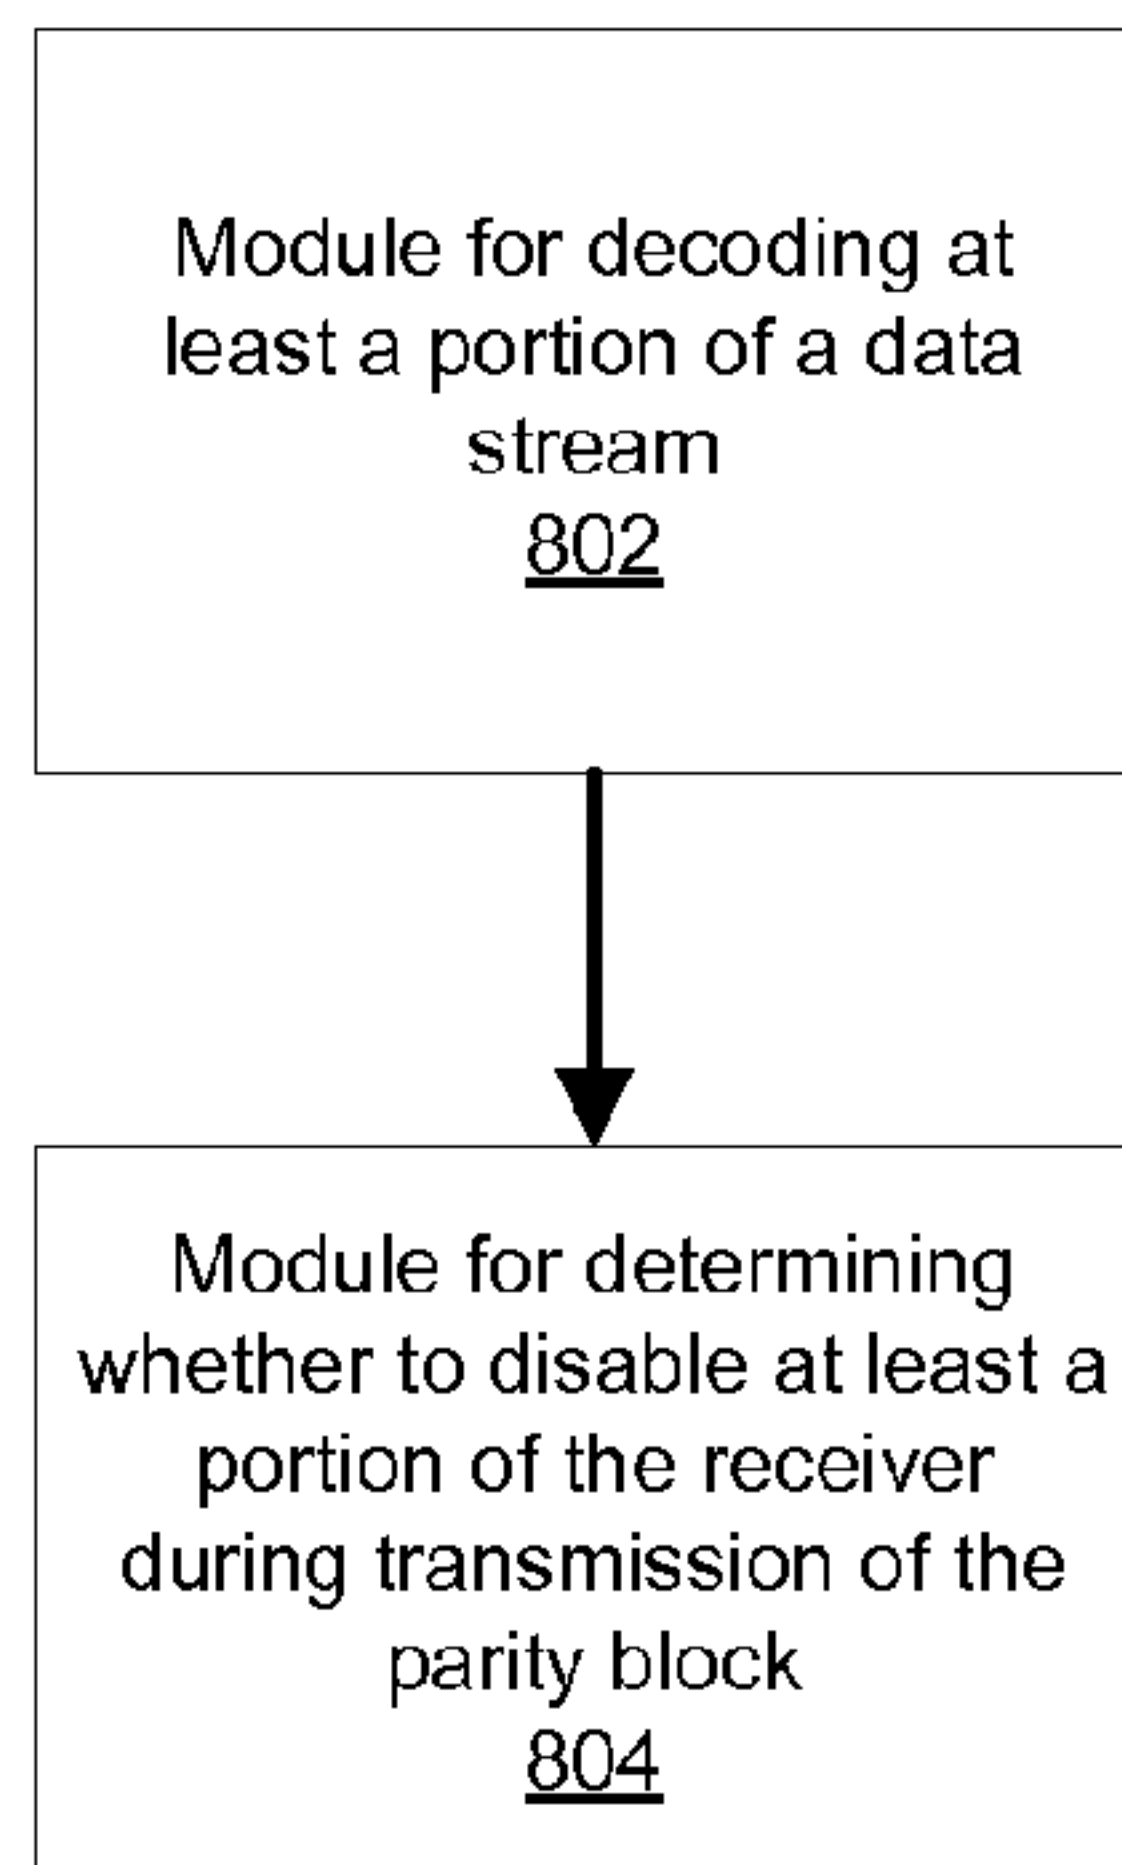 Module for decoding at
least a portion of a data
stream
802
Module for determining
whether to disable at least a
portion of the receiver
during transmission of the
parity block
804